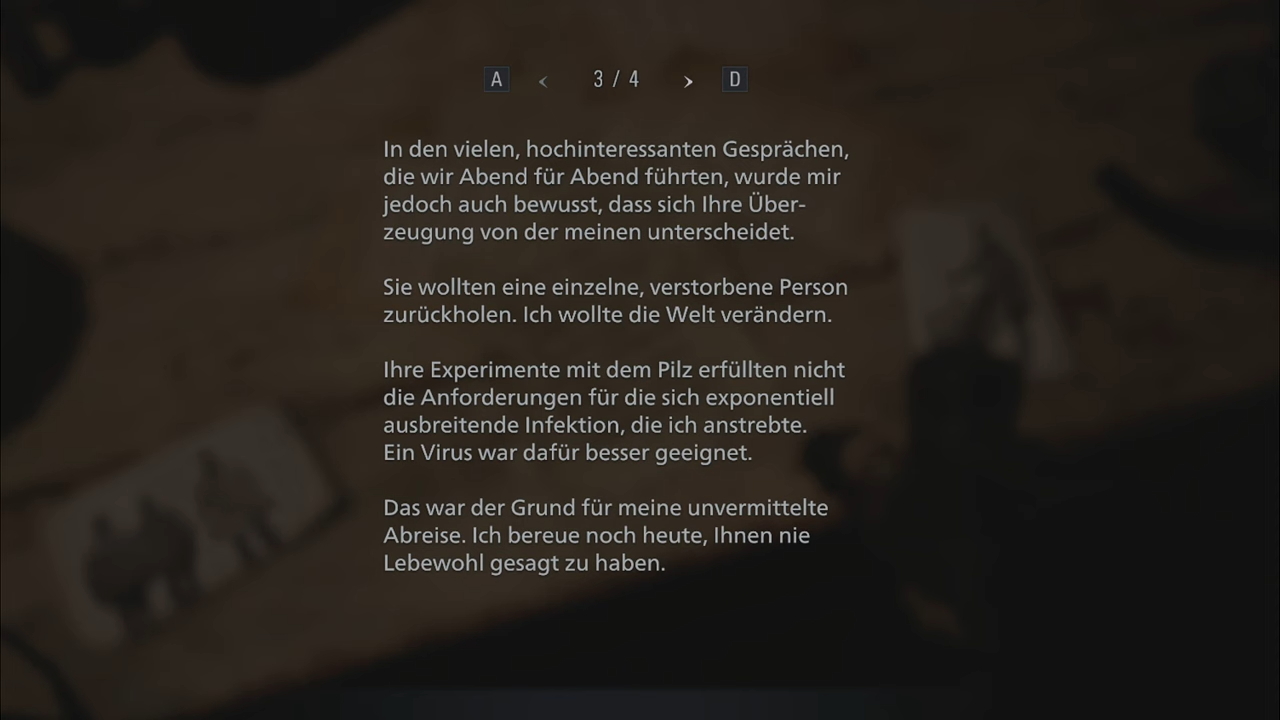 A < 3 / 4 > D
In den vielen, hochinteressanten Gesprächen,
die wir Abend für Abend führten, wurde mir
jedoch auch bewusst, dass sich Ihre Über-
zeugung von der meinen unterscheidet.
Sie wollten eine einzelne, verstorbene Person
zurückholen. Ich wollte die Welt verändern.
Ihre Experimente mit dem Pilz erfüllten nicht
die Anforderungen für die sich exponentiell
ausbreitende Infektion, die ich anstrebte.
Ein Virus war dafür besser geeignet.
Das war der Grund für meine unvermittelte
Abreise. Ich bereue noch heute, Ihnen nie
Lebewohl gesagt zu haben.